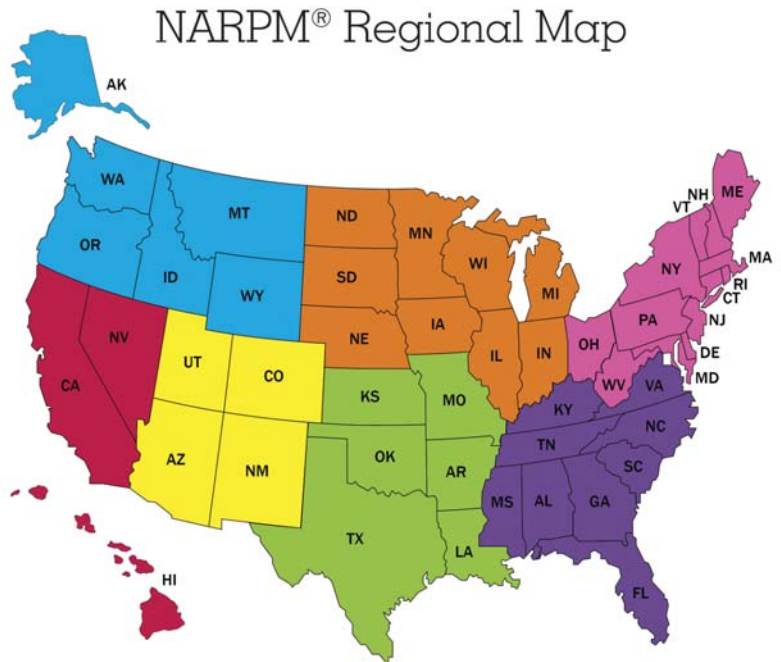 NARPM® Regional Map
AK
WA
MT
ND
MN
OR
ID
WY
SD
WI
MI
NH
VT
ME
NY
MA
RI
CT
NE
IA
IL
IN
OH
PA
NJ
DE
MD
WV
NV
UT
CO
CA
KS
MO
KY
VA
AZ
NM
OK
AR
TN
NC
SC
MS
AL
GA
TX
LA
HI
FL